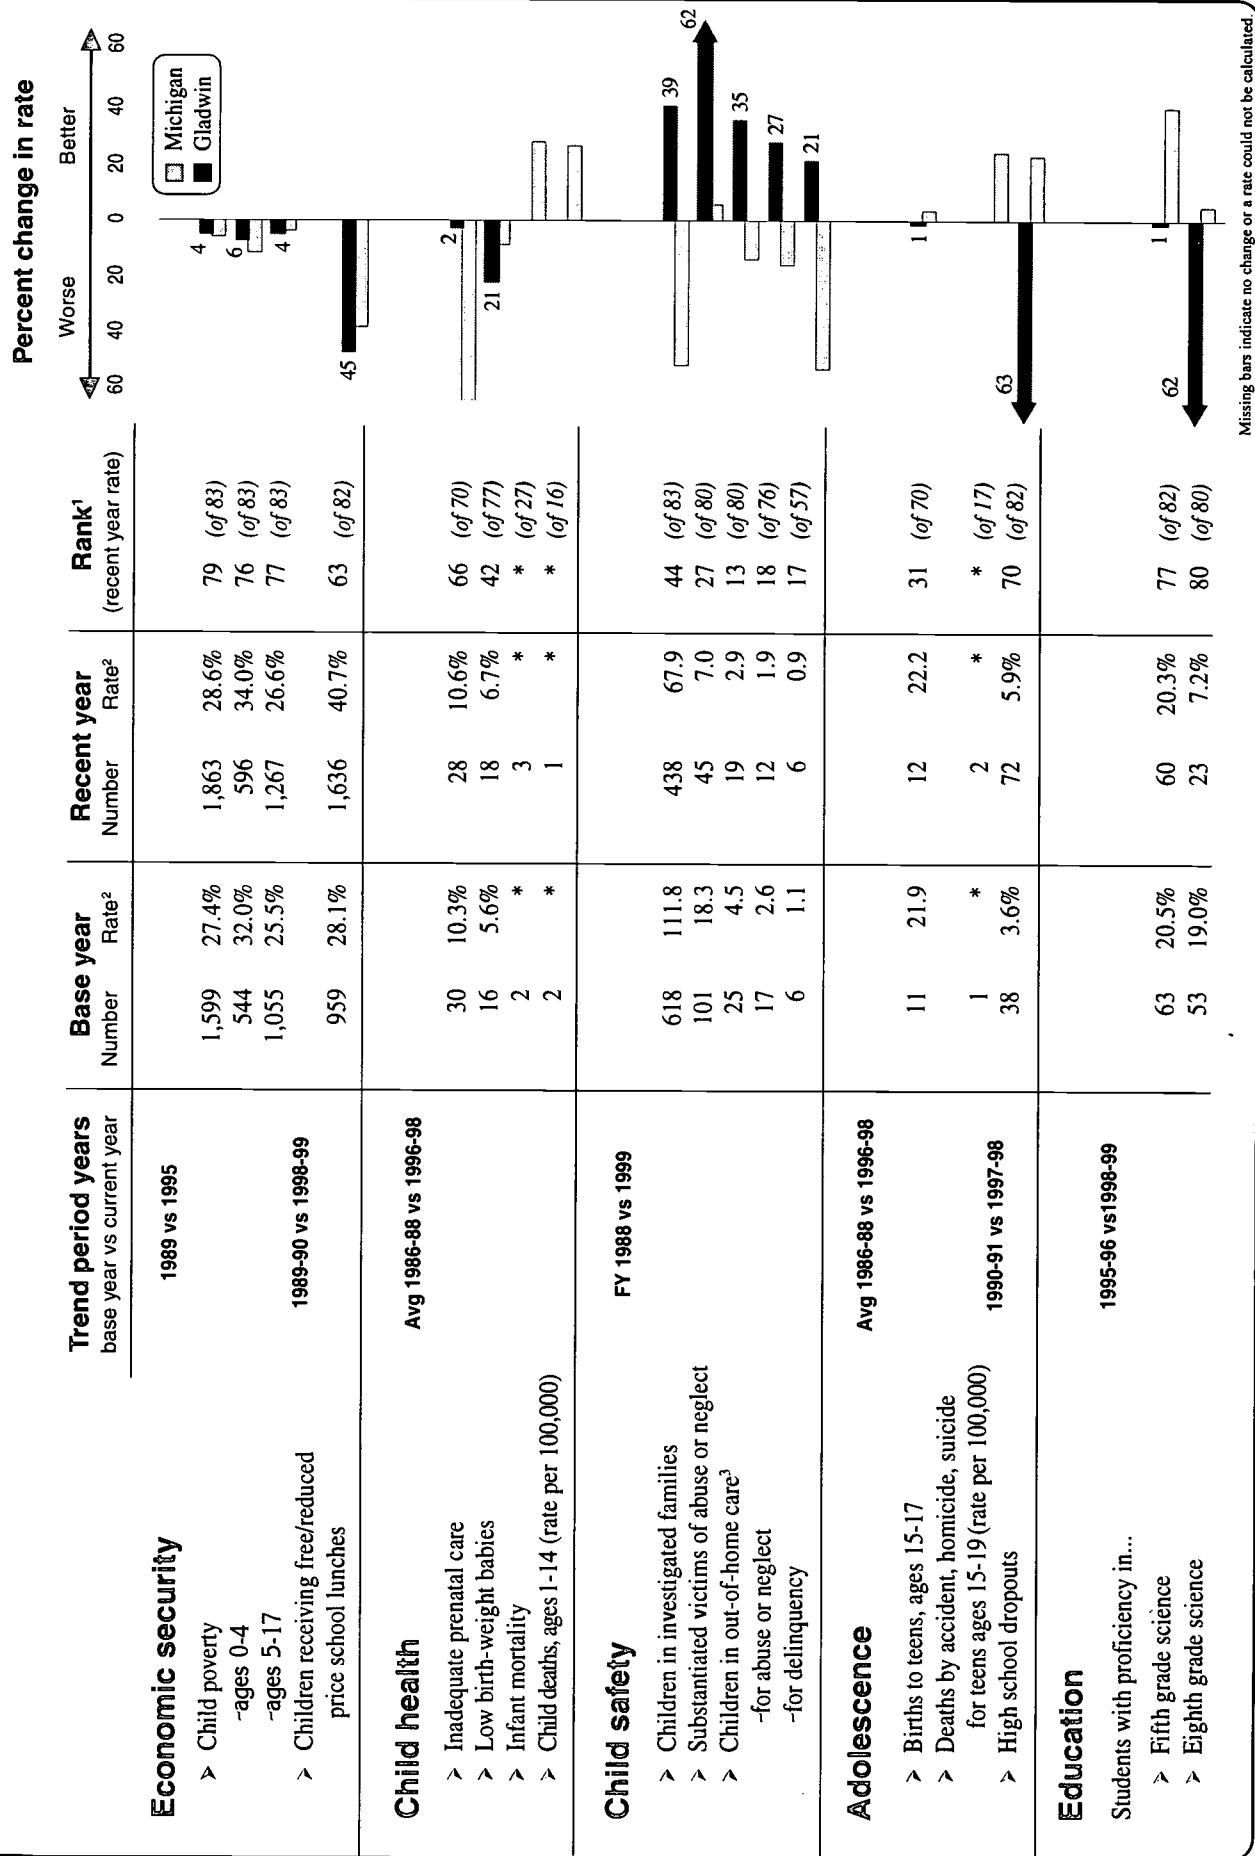 Trend period years
base year vs current year
Base year
Number Rate²
Recent year
Number Rate²
Rank¹
(recent year rate)
Percent change in rate
Worse Better
60 40 20 0 20 40 60
Michigan
Gladwin
Economic security
1989 vs 1995
➤ Child poverty 1,599 27.4% 1,863 28.6% 79 (of 83) 4
-ages 0-4 544 32.0% 596 34.0% 76 (of 83) 6
-ages 5-17 1,055 25.5% 1,267 26.6% 77 (of 83) 4
➤ Children receiving free/reduced 1989-90 vs 1998-99
price school lunches 959 28.1% 1,636 40.7% 63 (of 82) 45
Child health
Avg 1986-88 vs 1996-98
➤ Inadequate prenatal care 30 10.3% 28 10.6% 66 (of 70) 2
➤ Low birth-weight babies 16 5.6% 18 6.7% 42 (of 77) 21
➤ Infant mortality 2 * 3 * * (of 27)
➤ Child deaths, ages 1-14 (rate per 100,000) 2 * 1 * * (of 16)
Child safety
FY 1988 vs 1999
➤ Children in investigated families 618 111.8 438 67.9 44 (of 83) 39
➤ Substantiated victims of abuse or neglect 101 18.3 45 7.0 27 (of 80) 62
➤ Children in out-of-home care³ 25 4.5 19 2.9 13 (of 80) 35
-for abuse or neglect 17 2.6 12 1.9 18 (of 76) 27
-for delinquency 6 1.1 6 0.9 17 (of 57) 21
Adolescence
Avg 1986-88 vs 1996-98
➤ Births to teens, ages 15-17 11 21.9 12 22.2 31 (of 70) 1
➤ Deaths by accident, homicide, suicide
for teens ages 15-19 (rate per 100,000) 1 * 2 * * (of 17)
➤ High school dropouts 1990-91 vs 1997-98 38 3.6% 72 5.9% 70 (of 82) 63
Education
1995-96 vs1998-99
Students with proficiency in...
➤ Fifth grade science 63 20.5% 60 20.3% 77 (of 82) 1
➤ Eighth grade science 53 19.0% 23 7.2% 80 (of 80) 62
Missing bars indicate no change or a rate could not be calculated.